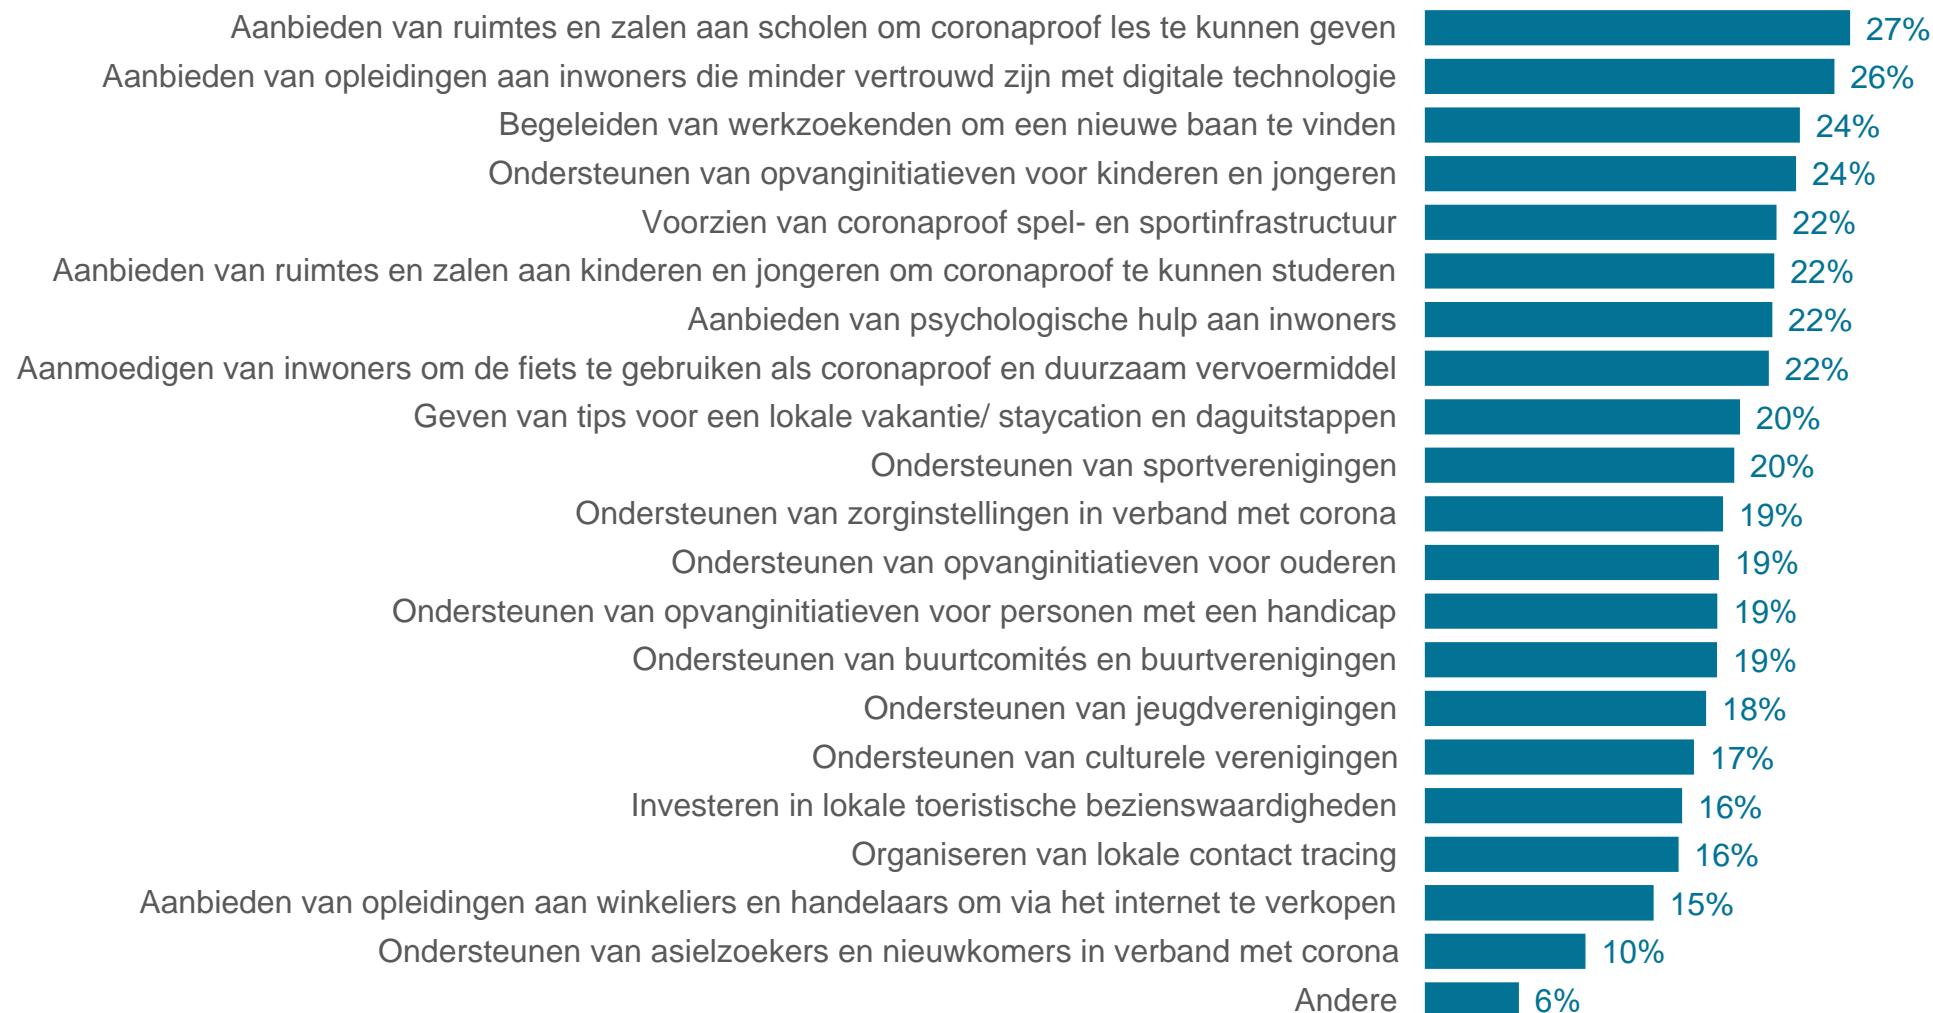 Aanbieden van ruimtes en zalen aan scholen om coronaproof les te kunnen geven 27%
Aanbieden van opleidingen aan inwoners die minder vertrouwd zijn met digitale technologie 26%
Begeleiden van werkzoekenden om een nieuwe baan te vinden 24%
Ondersteunen van opvanginitiatieven voor kinderen en jongeren 24%
Voorzien van coronaproof spel- en sportinfrastructuur 22%
Aanbieden van ruimtes en zalen aan kinderen en jongeren om coronaproof te kunnen studeren 22%
Aanbieden van psychologische hulp aan inwoners 22%
Aanmoedigen van inwoners om de fiets te gebruiken als coronaproof en duurzaam vervoermiddel 22%
Geven van tips voor een lokale vakantie/ staycation en daguitstappen 20%
Ondersteunen van sportverenigingen 20%
Ondersteunen van zorginstellingen in verband met corona 19%
Ondersteunen van opvanginitiatieven voor ouderen 19%
Ondersteunen van opvanginitiatieven voor personen met een handicap 19%
Ondersteunen van buurtcomités en buurtverenigingen 19%
Ondersteunen van jeugdverenigingen 18%
Ondersteunen van culturele verenigingen 17%
Investeren in lokale toeristische bezienswaardigheden 16%
Organiseren van lokale contact tracing 16%
Aanbieden van opleidingen aan winkeliers en handelaars om via het internet te verkopen 15%
Ondersteunen van asielzoekers en nieuwkomers in verband met corona 10%
Andere 6%